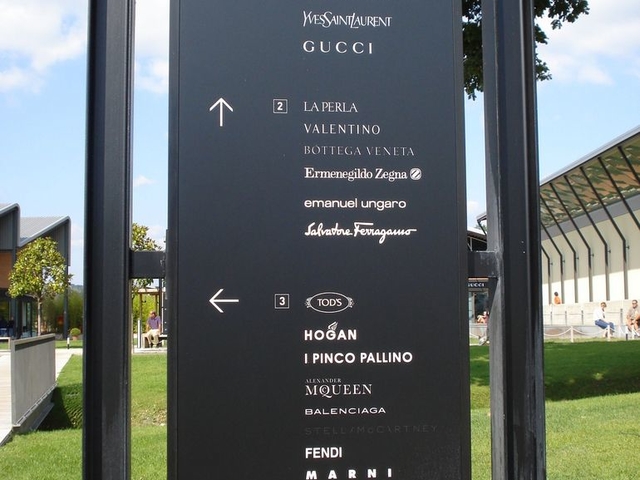 YVESSAINTLAURENT
GUCCI
2 LA PERLA
VALENTINO
BOTTEGA VENETA
Ermenegildo Zegna
emanuel ungaro
Salvatore Ferragamo
3 TOD'S
HOGAN
I PINCO PALLINO
ALEXANDER
McQUEEN
BALENCIAGA
STELLA McCARTNEY
FENDI
MARNI